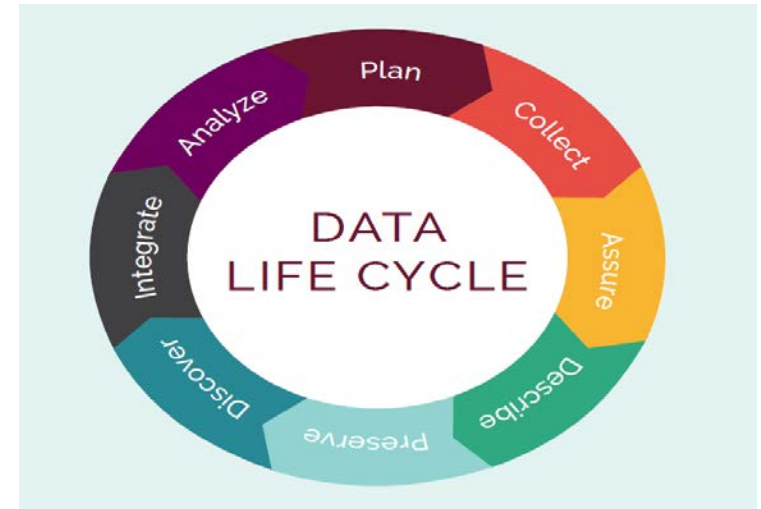 Plan
Collect
Assure
Describe
Preserve
Discover
Integrate
Analyze
DATA
LIFE CYCLE